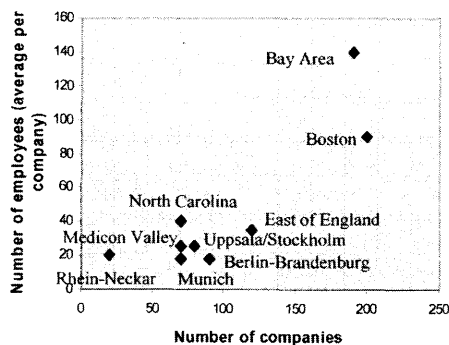 Number of employees (average per
company)
160
140
120
100
80
60
40
20
0
Bay Area
Boston
North Carolina
East of England
Medicon Valley
Uppsala/Stockholm
Berlin-Brandenburg
Rhein-Neckar
Munich
0
50
100
150
200
250
Number of companies